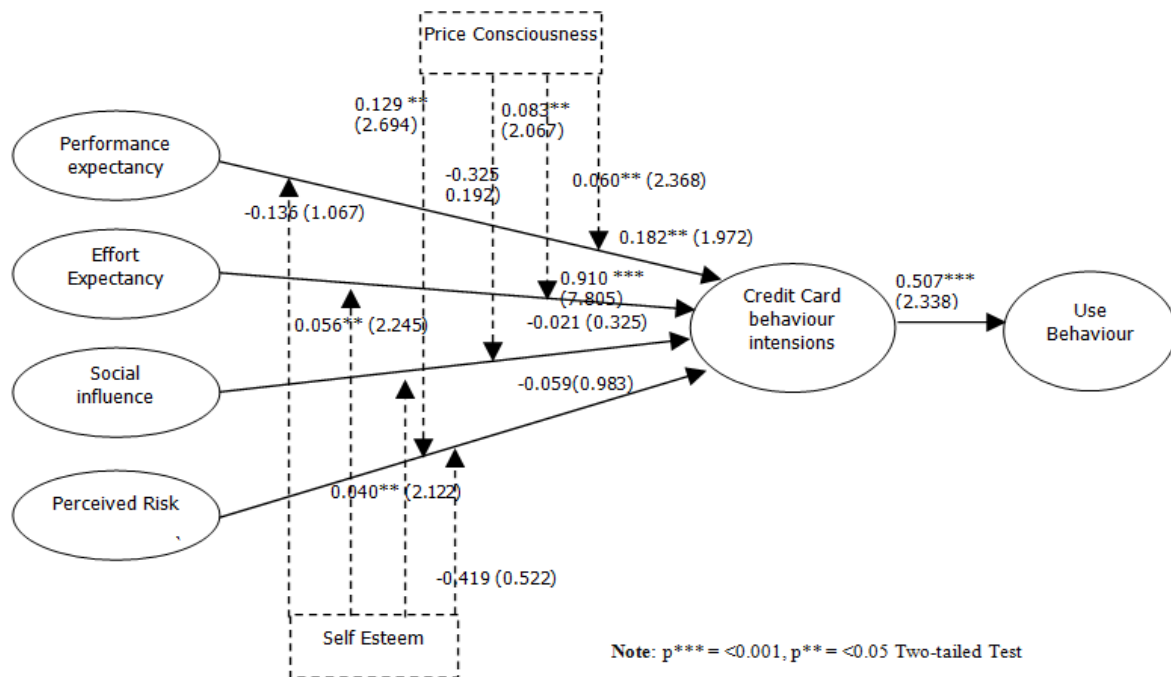 Price Consciousness
0.129 **
(2.694)
0.083**
(2.067)
Performance
expectancy
-0.325
0.192)
0.060** (2.368)
-0.136 (1.067)
0.182** (1.972)
Effort
Expectancy
0.910 ***
(7.805)
Credit Card
behaviour
intensions
0.507***
(2.338)
Use
Behaviour
0.056** (2.245)
-0.021 (0.325)
Social
influence
-0.059(0.983)
Perceived Risk
0.040** (2.122)
-0.419 (0.522)
Self Esteem
Note: p*** = <0.001, p** = <0.05 Two-tailed Test